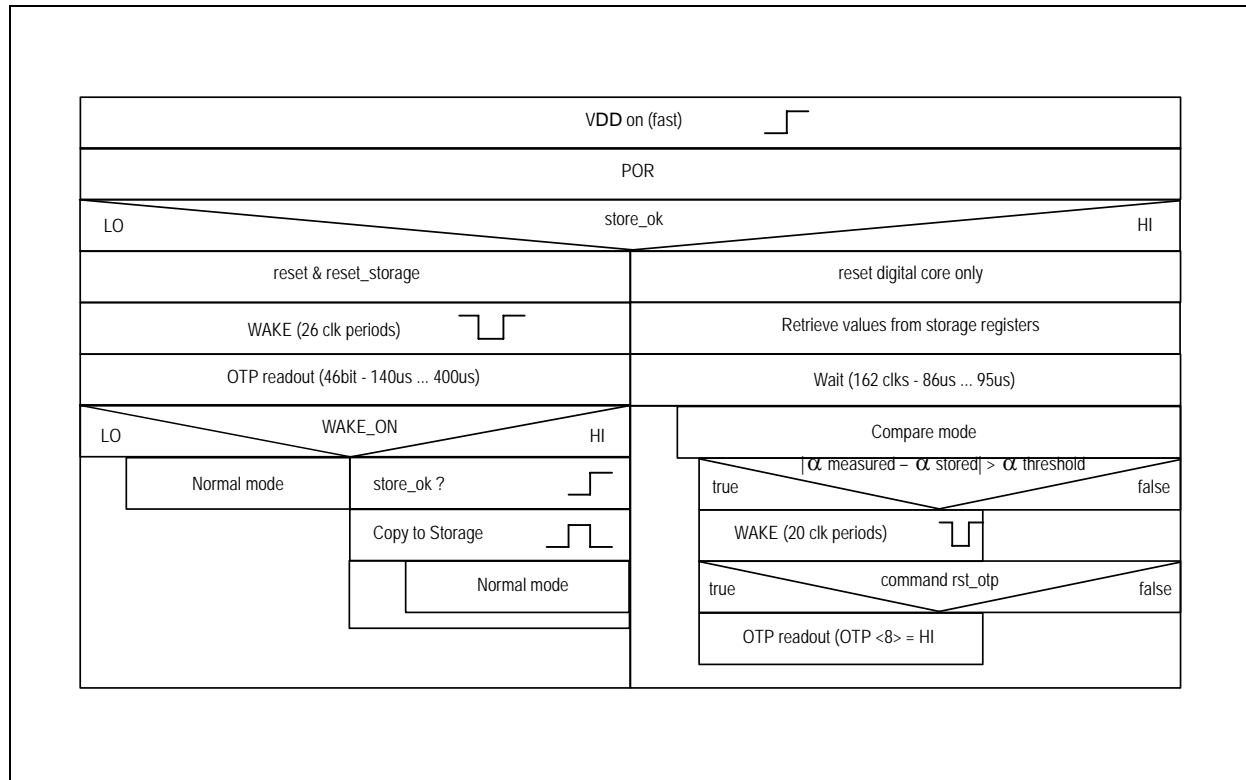 VDD on (fast)
POR
LO store_ok HI
reset & reset_storage reset digital core only
WAKE (26 clk periods) Retrieve values from storage registers
OTP readout (46bit - 140us ... 400us) Wait (162 clks - 86us ... 95us)
LO WAKE_ON HI Compare mode
|α measured – α stored| > α threshold
Normal mode store_ok ? true false
Copy to Storage WAKE (20 clk periods)
Normal mode true command rst_otp false
OTP readout (OTP <8> = HI